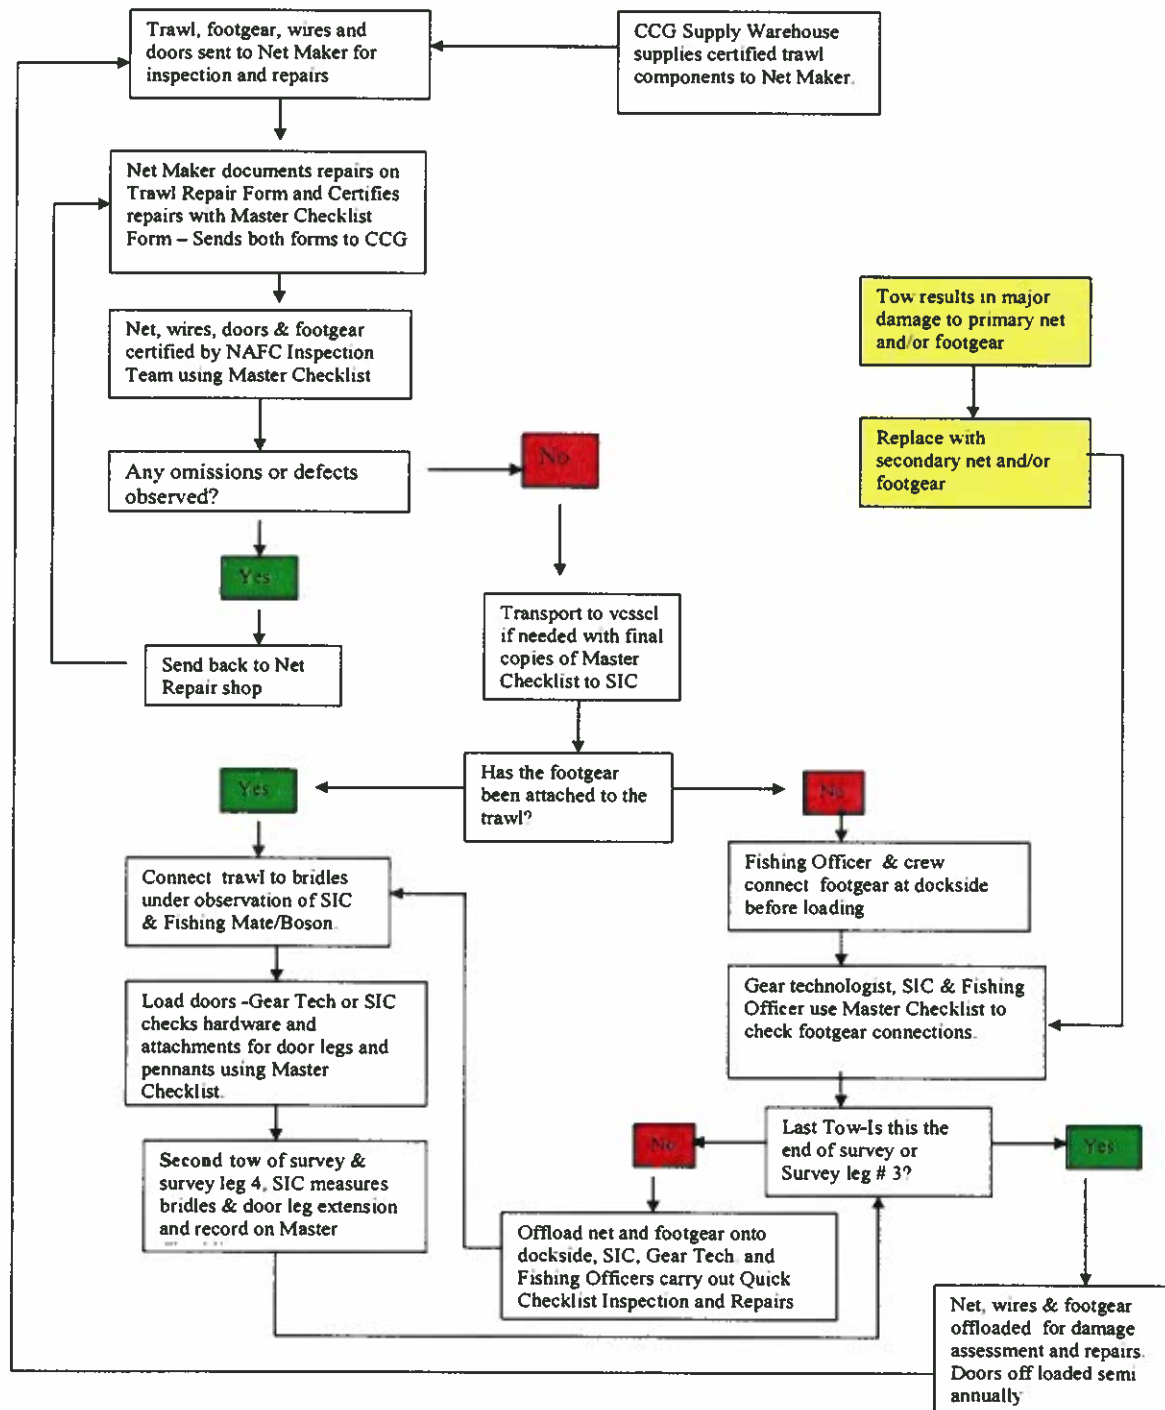 Trawl, footgear, wires and
doors sent to Net Maker for
inspection and repairs
CCG Supply Warehouse
supplies certified trawl
components to Net Maker.
Net Maker documents repairs on
Trawl Repair Form and Certifies
repairs with Master Checklist
Form – Sends both forms to CCG
Net, wires, doors & footgear
certified by NAFC Inspection
Team using Master Checklist
Tow results in major
damage to primary net
and/or footgear
Replace with
secondary net and/or
footgear
Any omissions or defects
observed?
No
Yes
Send back to Net
Repair shop
Transport to vessel
if needed with final
copies of Master
Checklist to SIC
Has the footgear
been attached to the
trawl?
Yes
No
Connect trawl to bridles
under observation of SIC
& Fishing Mate/Boson.
Fishing Officer & crew
connect footgear at dockside
before loading
Load doors -Gear Tech or SIC
checks hardware and
attachments for door legs and
pennants using Master
Checklist.
Gear technologist, SIC & Fishing
Officer use Master Checklist to
check footgear connections.
Second tow of survey &
survey leg 4, SIC measures
bridles & door leg extension
and record on Master
Last Tow-Is this the
end of survey or
Survey leg # 3?
No
Yes
Offload net and footgear onto
dockside, SIC, Gear Tech and
Fishing Officers carry out Quick
Checklist Inspection and Repairs
Net, wires & footgear
offloaded for damage
assessment and repairs.
Doors off loaded semi
annually